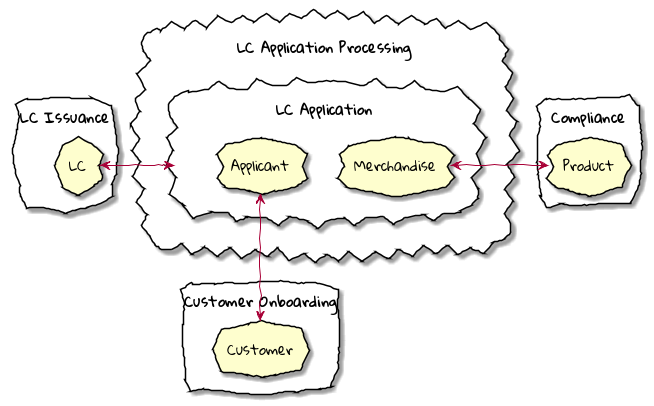 LC Application Processing
LC Application
LC Issuance
LC
Applicant
Merchandise
Compliance
Product
Customer Onboarding
Customer